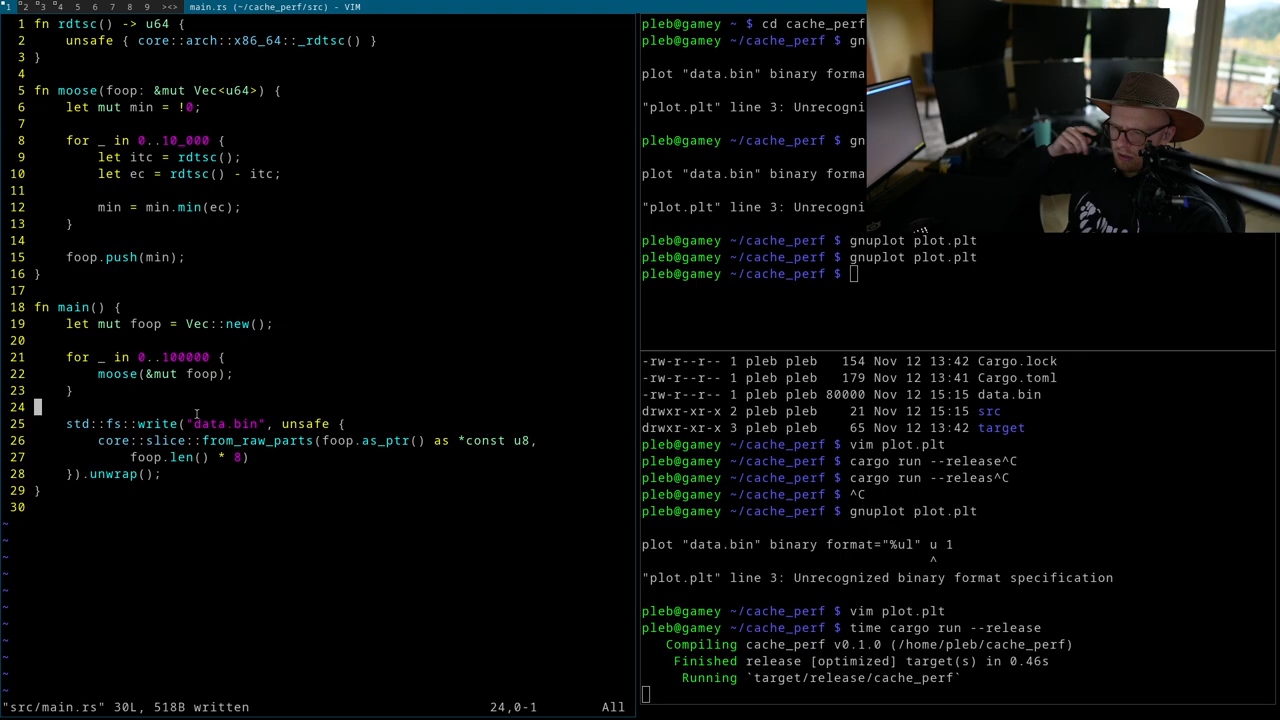 1 2 3 4 5 6 7 8 9 ><> main.rs (~/cache_perf/src) - VIM
1 fn rdtsc() -> u64 {
2     unsafe { core::arch::x86_64::_rdtsc() }
3 }
4
5 fn moose(foop: &mut Vec<u64>) {
6     let mut min = !0;
7
8     for _ in 0..10_000 {
9         let itc = rdtsc();
10         let ec = rdtsc() - itc;
11
12         min = min.min(ec);
13     }
14
15     foop.push(min);
16 }
17
18 fn main() {
19     let mut foop = Vec::new();
20
21     for _ in 0..100000 {
22         moose(&mut foop);
23     }
24
25     std::fs::write("data.bin", unsafe {
26         core::slice::from_raw_parts(foop.as_ptr() as *const u8,
27             foop.len() * 8)
28     }).unwrap();
29 }
30
~
~
~
~
~
~
~
~
~
~
~
"src/main.rs" 30L, 518B written 24,0-1 All
pleb@gamey ~ $ cd cache_perf
pleb@gamey ~/cache_perf $ gn
plot "data.bin" binary forma
"plot.plt" line 3: Unrecogni
pleb@gamey ~/cache_perf $ gn
plot "data.bin" binary forma
"plot.plt" line 3: Unrecogni
pleb@gamey ~/cache_perf $ gnuplot plot.plt
pleb@gamey ~/cache_perf $ gnuplot plot.plt
pleb@gamey ~/cache_perf $
-rw-r--r-- 1 pleb pleb   154 Nov 12 13:42 Cargo.lock
-rw-r--r-- 1 pleb pleb   179 Nov 12 13:41 Cargo.toml
-rw-r--r-- 1 pleb pleb 80000 Nov 12 15:15 data.bin
drwxr-xr-x 2 pleb pleb    21 Nov 12 15:15 src
drwxr-xr-x 3 pleb pleb    65 Nov 12 13:42 target
pleb@gamey ~/cache_perf $ vim plot.plt
pleb@gamey ~/cache_perf $ cargo run --release^C
pleb@gamey ~/cache_perf $ cargo run --releas^C
pleb@gamey ~/cache_perf $ ^C
pleb@gamey ~/cache_perf $ gnuplot plot.plt
plot "data.bin" binary format="%ul" u 1
^
"plot.plt" line 3: Unrecognized binary format specification
pleb@gamey ~/cache_perf $ vim plot.plt
pleb@gamey ~/cache_perf $ time cargo run --release
Compiling cache_perf v0.1.0 (/home/pleb/cache_perf)
Finished release [optimized] target(s) in 0.46s
Running `target/release/cache_perf`